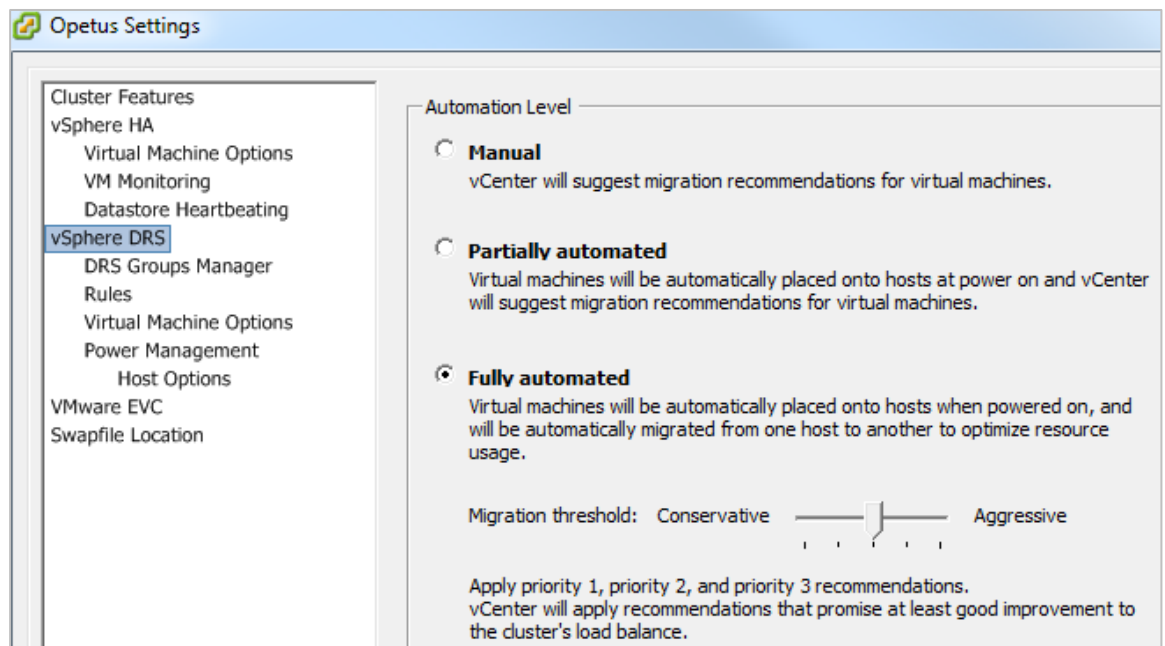 Opetus Settings
Cluster Features
vSphere HA
Virtual Machine Options
VM Monitoring
Datastore Heartbeating
vSphere DRS
DRS Groups Manager
Rules
Virtual Machine Options
Power Management
Host Options
VMware EVC
Swapfile Location
Automation Level
Manual
vCenter will suggest migration recommendations for virtual machines.
Partially automated
Virtual machines will be automatically placed onto hosts at power on and vCenter
will suggest migration recommendations for virtual machines.
Fully automated
Virtual machines will be automatically placed onto hosts when powered on, and
will be automatically migrated from one host to another to optimize resource
usage.
Migration threshold: Conservative Aggressive
Apply priority 1, priority 2, and priority 3 recommendations.
vCenter will apply recommendations that promise at least good improvement to
the cluster's load balance.